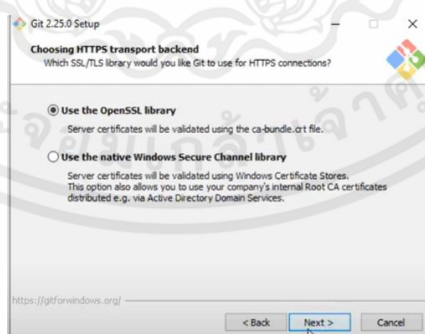 Git 2.25.0 Setup
Choosing HTTPS transport backend
Which SSL/TLS library would you like Git to use for HTTPS connections?
Use the OpenSSL library
Server certificates will be validated using the ca-bundle.crt file.
Use the native Windows Secure Channel library
Server certificates will be validated using Windows Certificate Stores.
This option also allows you to use your company's internal Root CA certificates
distributed e.g. via Active Directory Domain Services.
https://gitforwindows.org/
< Back Next > Cancel